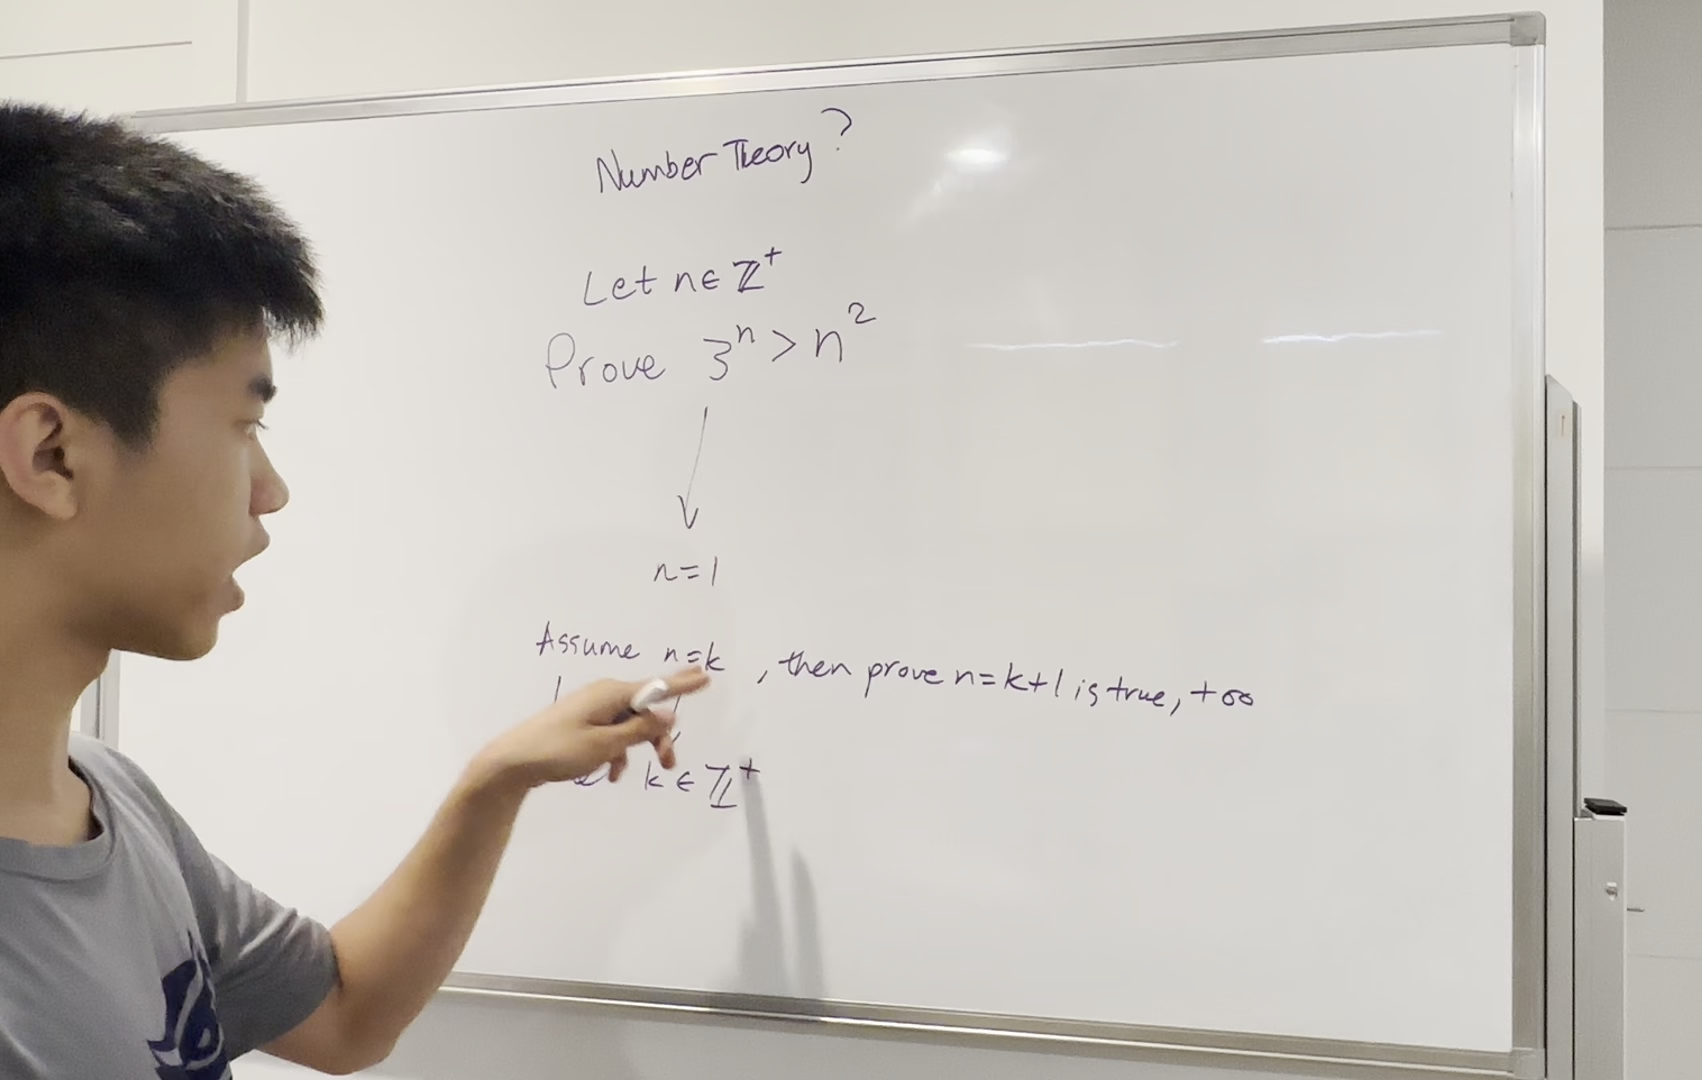 Number Theory?
Let n ∈ ℤ⁺
Prove 3ⁿ > n²
n=1
Assume n=k , then prove n=k+1 is true, +∞
k ∈ ℤ⁺